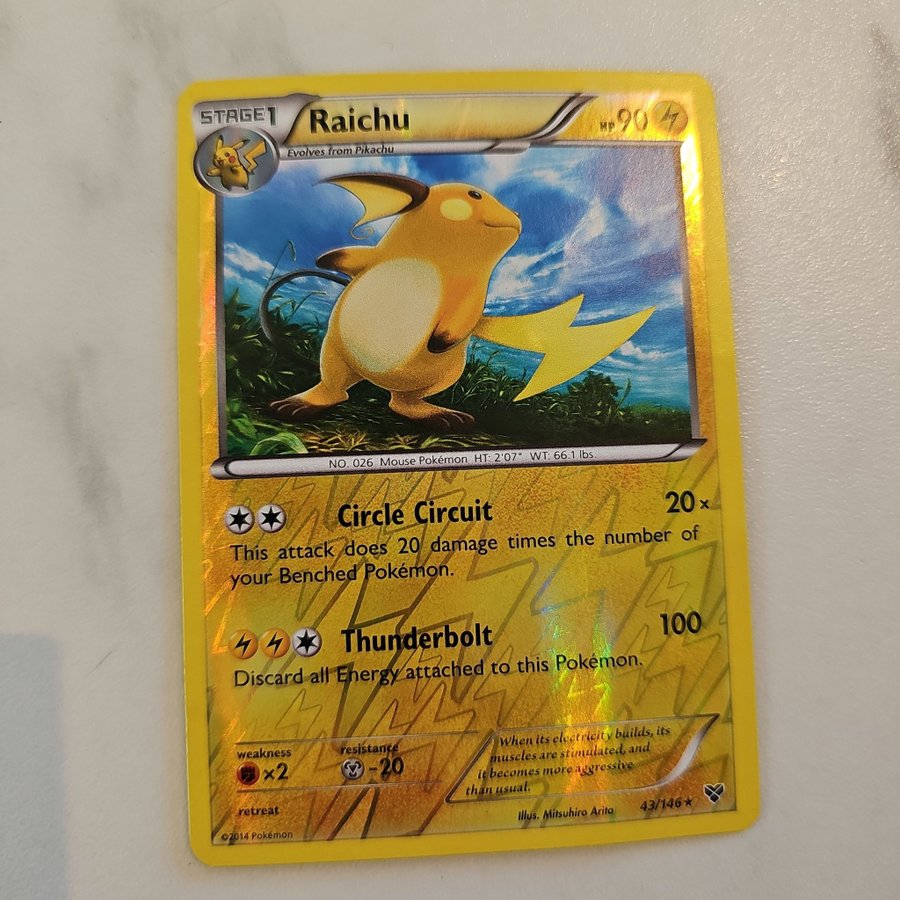 STAGE1 Raichu HP90
Evolves from Pikachu
NO. 026 Mouse Pokémon HT: 2'07" WT: 66.1 lbs.
Circle Circuit 20×
This attack does 20 damage times the number of
your Benched Pokémon.
Thunderbolt 100
Discard all Energy attached to this Pokémon.
weakness
×2
resistance
-20
retreat
When its electricity builds, its
muscles are stimulated, and
it becomes more aggressive
than usual.
Illus. Mitsuhiro Arita
43/146★
©2014 Pokémon